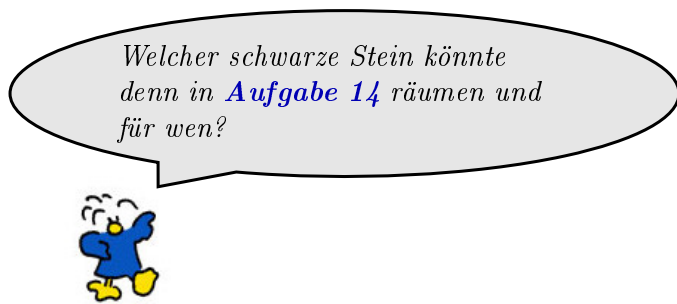 Welcher schwarze Stein könnte
denn in Aufgabe 14 räumen und
für wen?